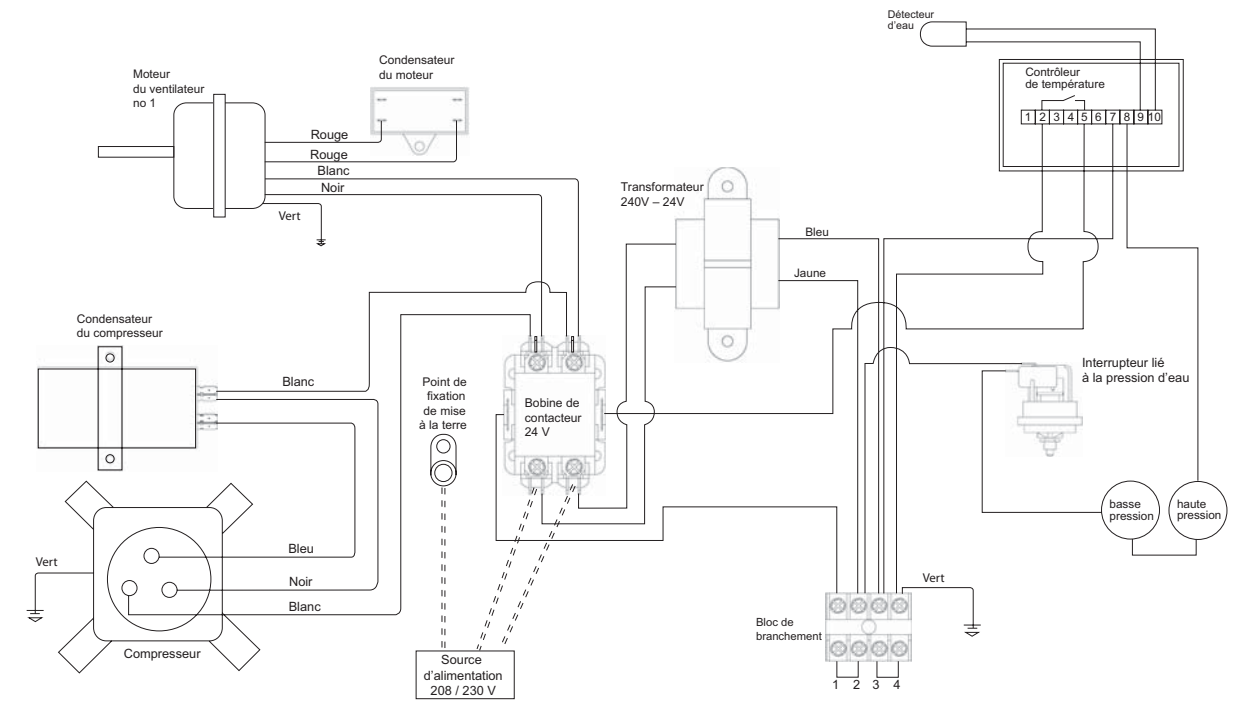 Détecteur
d'eau
Condensateur
du moteur
Moteur
du ventilateur
no 1
Contrôleur
de température
1 2 3 4 5 6 7 8 9 10
Rouge
Rouge
Blanc
Noir
Vert
Transformateur
240V – 24V
Bleu
Jaune
Condensateur
du compresseur
Blanc
Point de
fixation
de mise
à la terre
Bobine de
contacteur
24 V
Interrupteur lié
à la pression d'eau
basse
pression
haute
pression
Bleu
Vert
Noir
Blanc
Compresseur
Vert
Bloc de
branchement
Source
d'alimentation
208 / 230 V
1 2 3 4